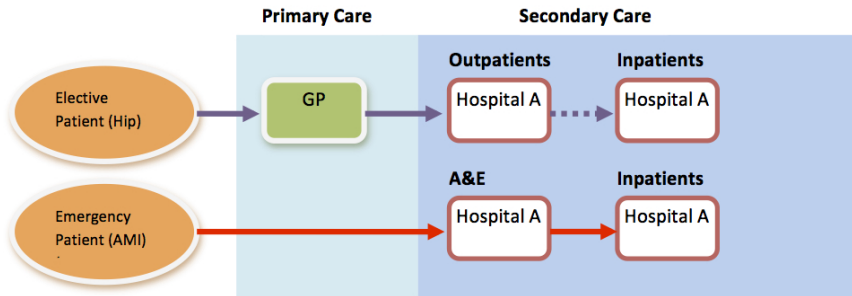 Primary Care
Secondary Care
Outpatients
Inpatients
Elective
Patient (Hip)
GP
Hospital A
Hospital A
A&E
Inpatients
Emergency
Patient (AMI)
.
Hospital A
Hospital A